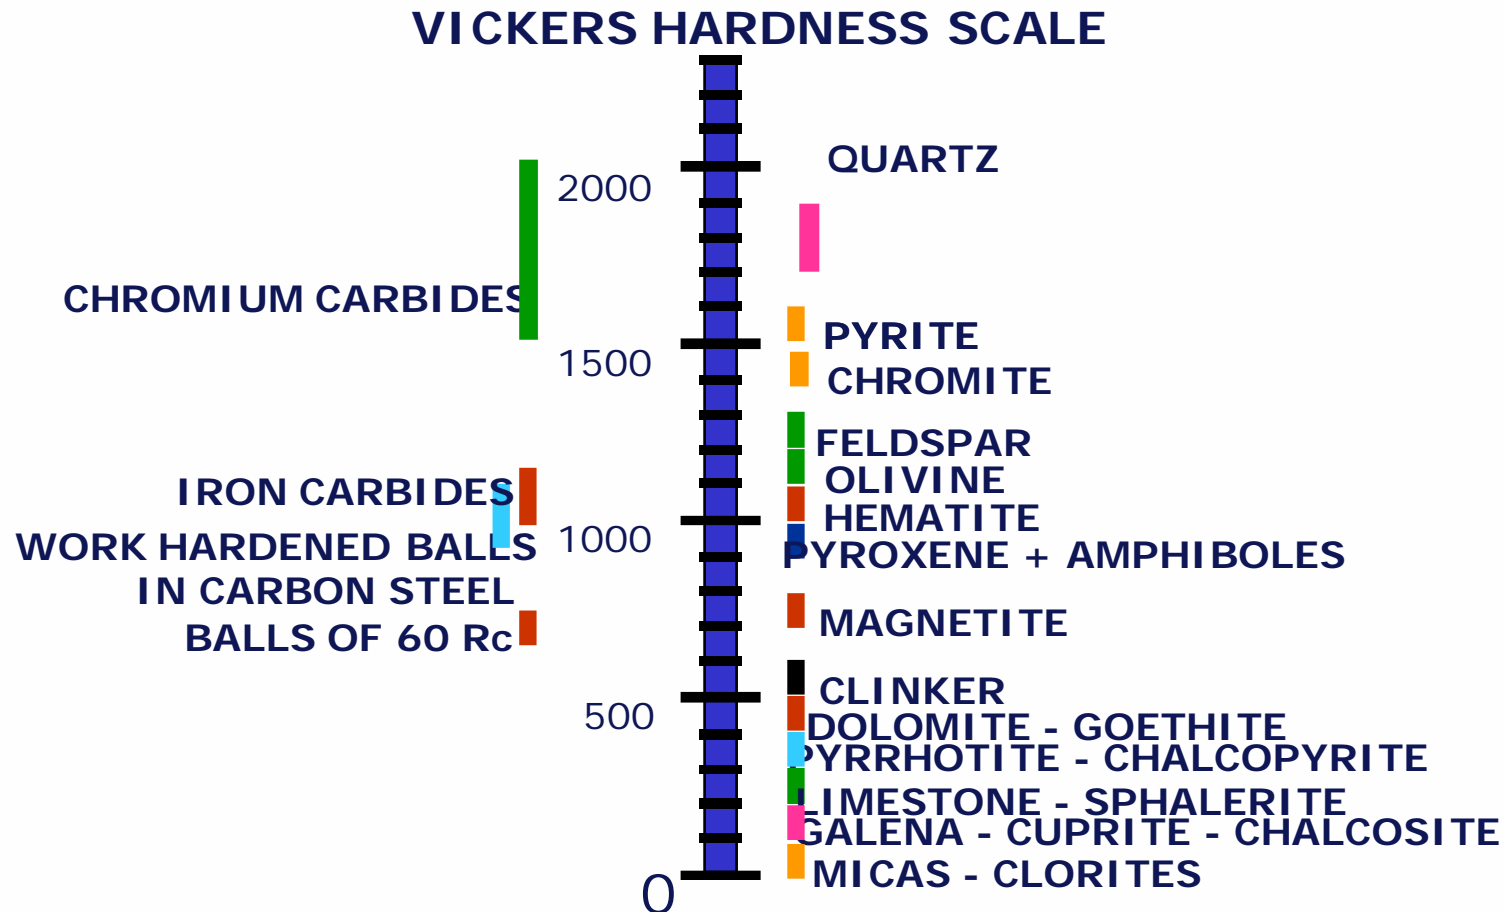 VICKERS HARDNESS SCALE
QUARTZ
2000
CHROMIUM CARBIDES
PYRITE
1500
CHROMITE
FELDSPAR
OLIVINE
IRON CARBIDES
HEMATITE
1000
WORK HARDENED BALLS
PYROXENE + AMPHIBOLES
IN CARBON STEEL
MAGNETITE
BALLS OF 60 Rc
CLINKER
500
DOLOMITE - GOETHITE
PYRRHOTITE - CHALCOPYRITE
LIMESTONE - SPHALERITE
GALENA - CUPRITE - CHALCOSITE
MICAS - CLORITES
0